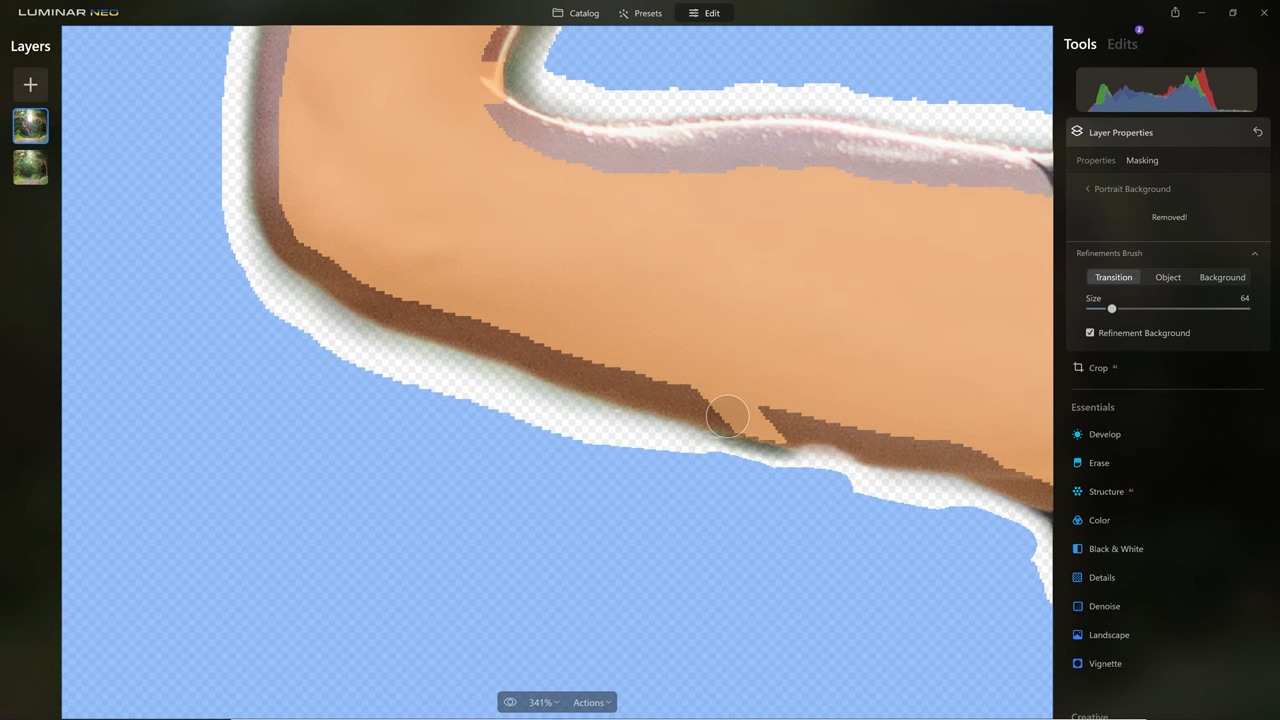 LUMINAR NEO
Catalog
Presets
Edit
Layers
Tools
Edits
2
Layer Properties
Properties
Masking
Portrait Background
Removed!
Refinements Brush
Transition
Object
Background
Size
64
Refinement Background
Crop AI
Essentials
Develop
Erase
Structure AI
Color
Black & White
Details
Denoise
Landscape
Vignette
Creative
341%
Actions